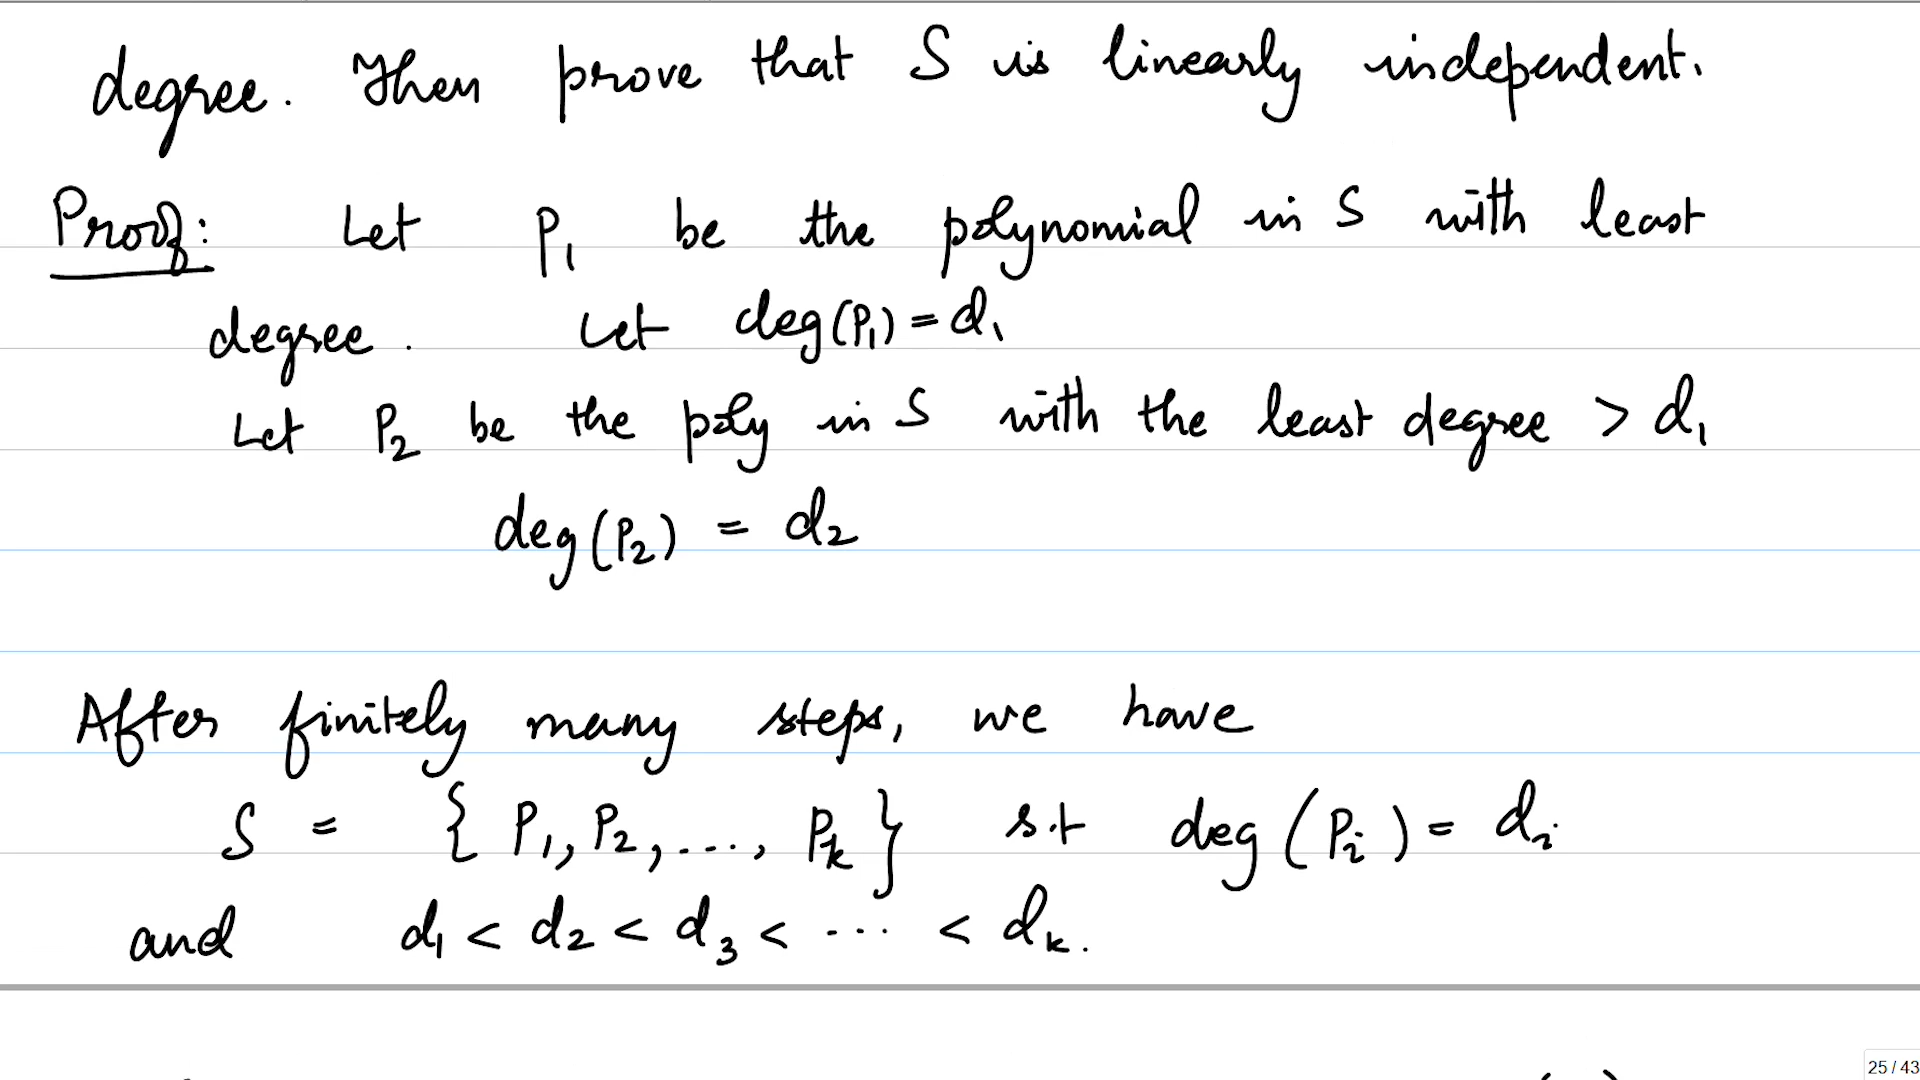 degree. Then prove that S is linearly independent.
Proof: Let P₁ be the polynomial in S with least
degree. Let deg(P₁) = d₁
Let P₂ be the poly in S with the least degree > d₁
deg(P₂) = d₂
After finitely many steps, we have
S = { P₁, P₂, ...., Pₖ } s.t deg(Pᵢ) = dᵢ
and d₁ < d₂ < d₃ < ... < dₖ.
25 / 43